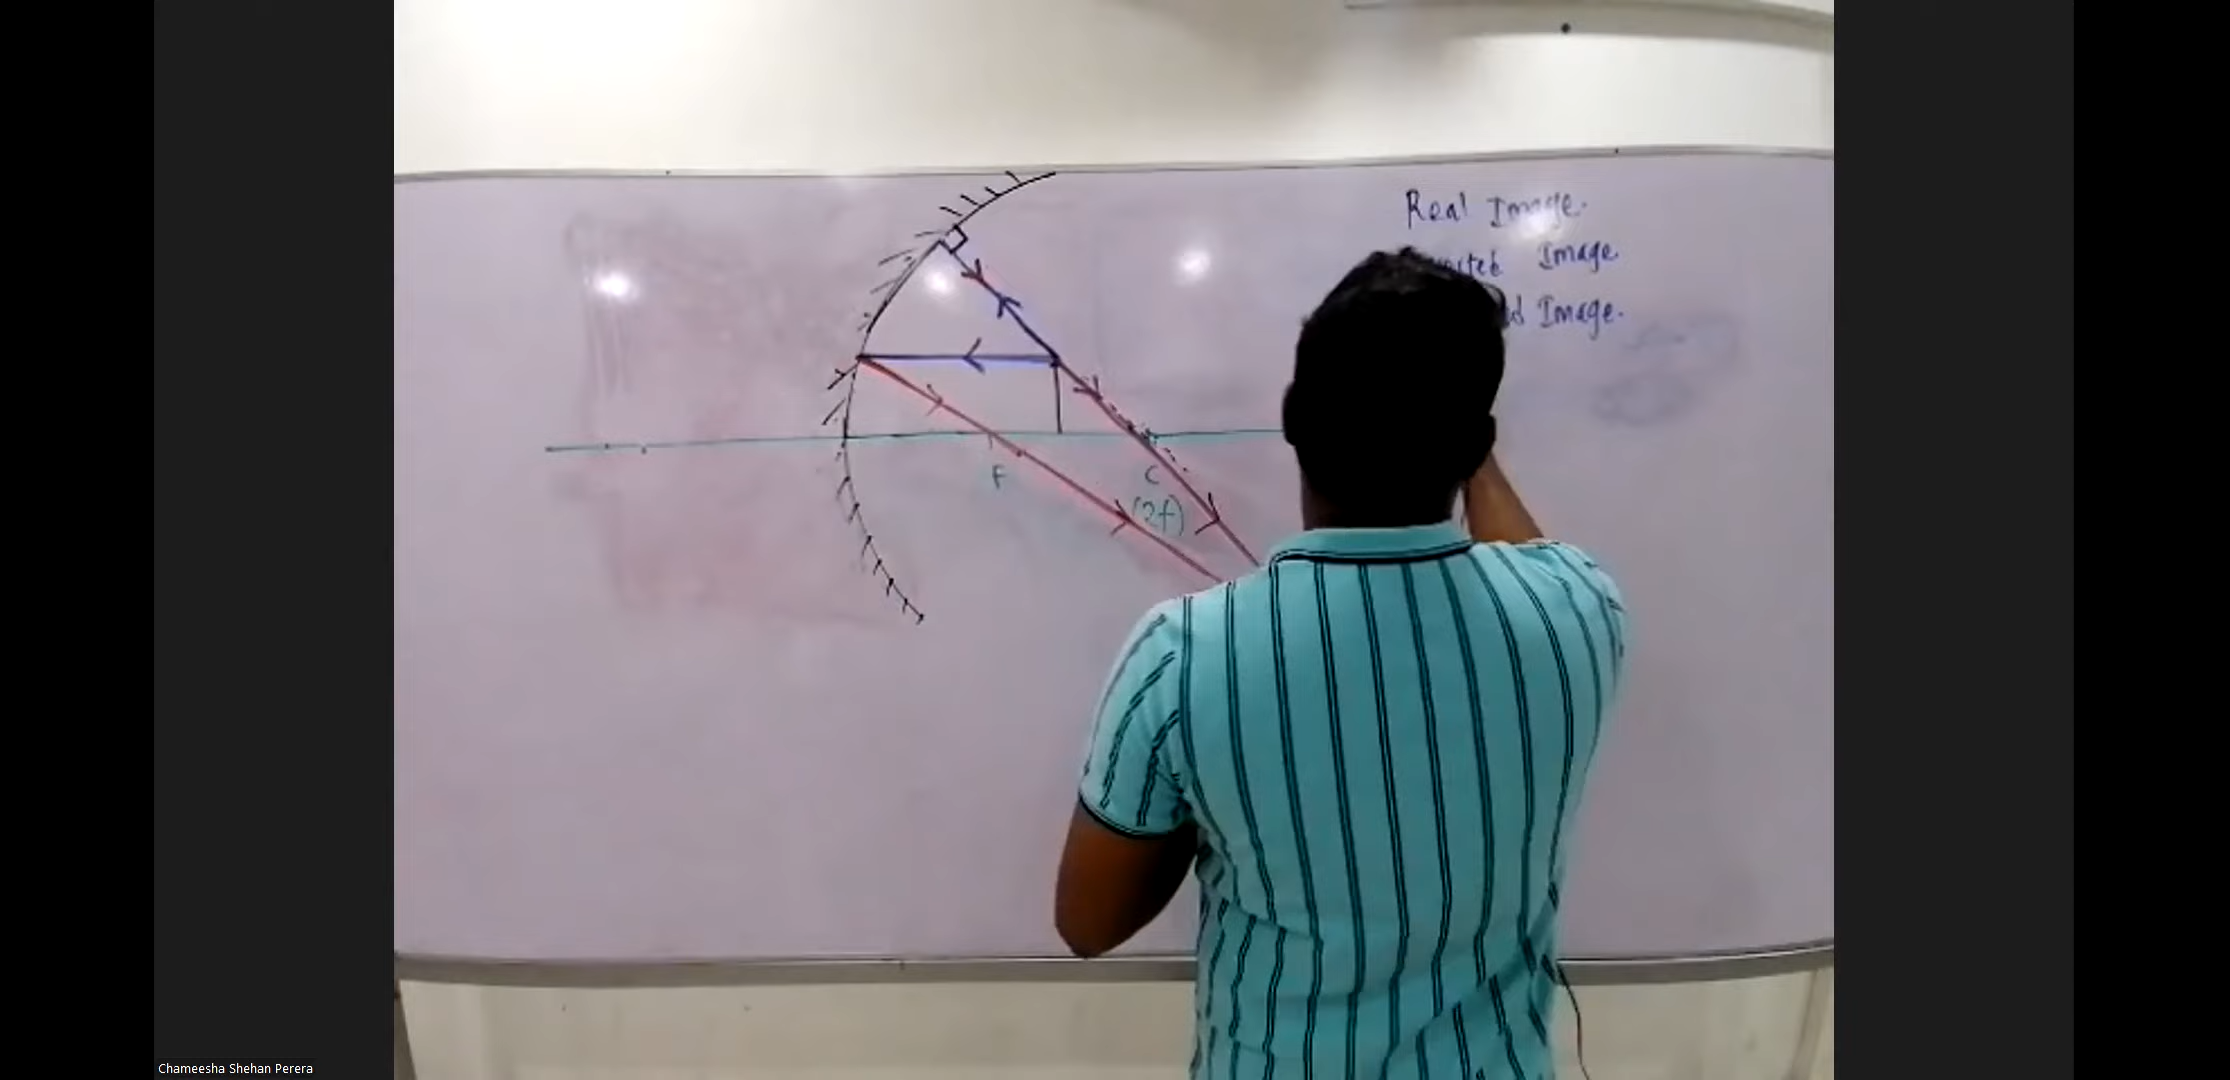 Real Image.
Image
Image.
F
C
(2f)
Chameesha Shehan Perera